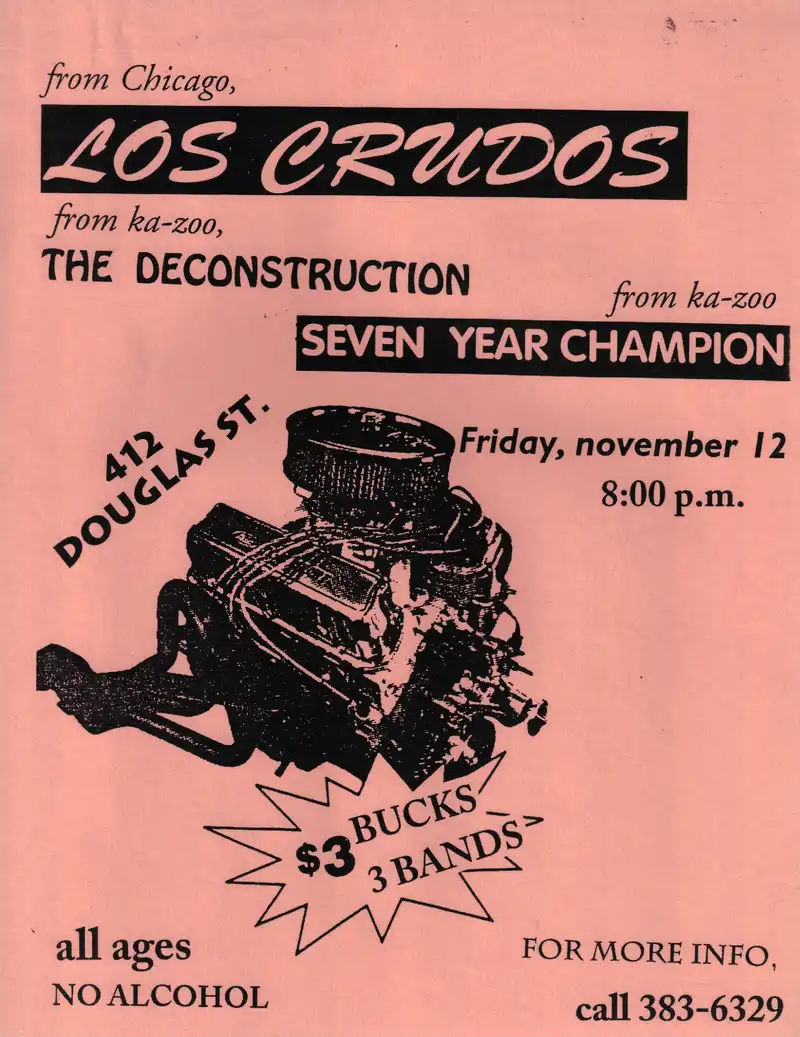 from Chicago,
LOS CRUDOS
from ka-zoo,
THE DECONSTRUCTION
from ka-zoo
SEVEN YEAR CHAMPION
412
DOUGLAS ST.
Friday, november 12
8:00 p.m.
$3 BUCKS
3 BANDS
all ages
NO ALCOHOL
FOR MORE INFO,
call 383-6329